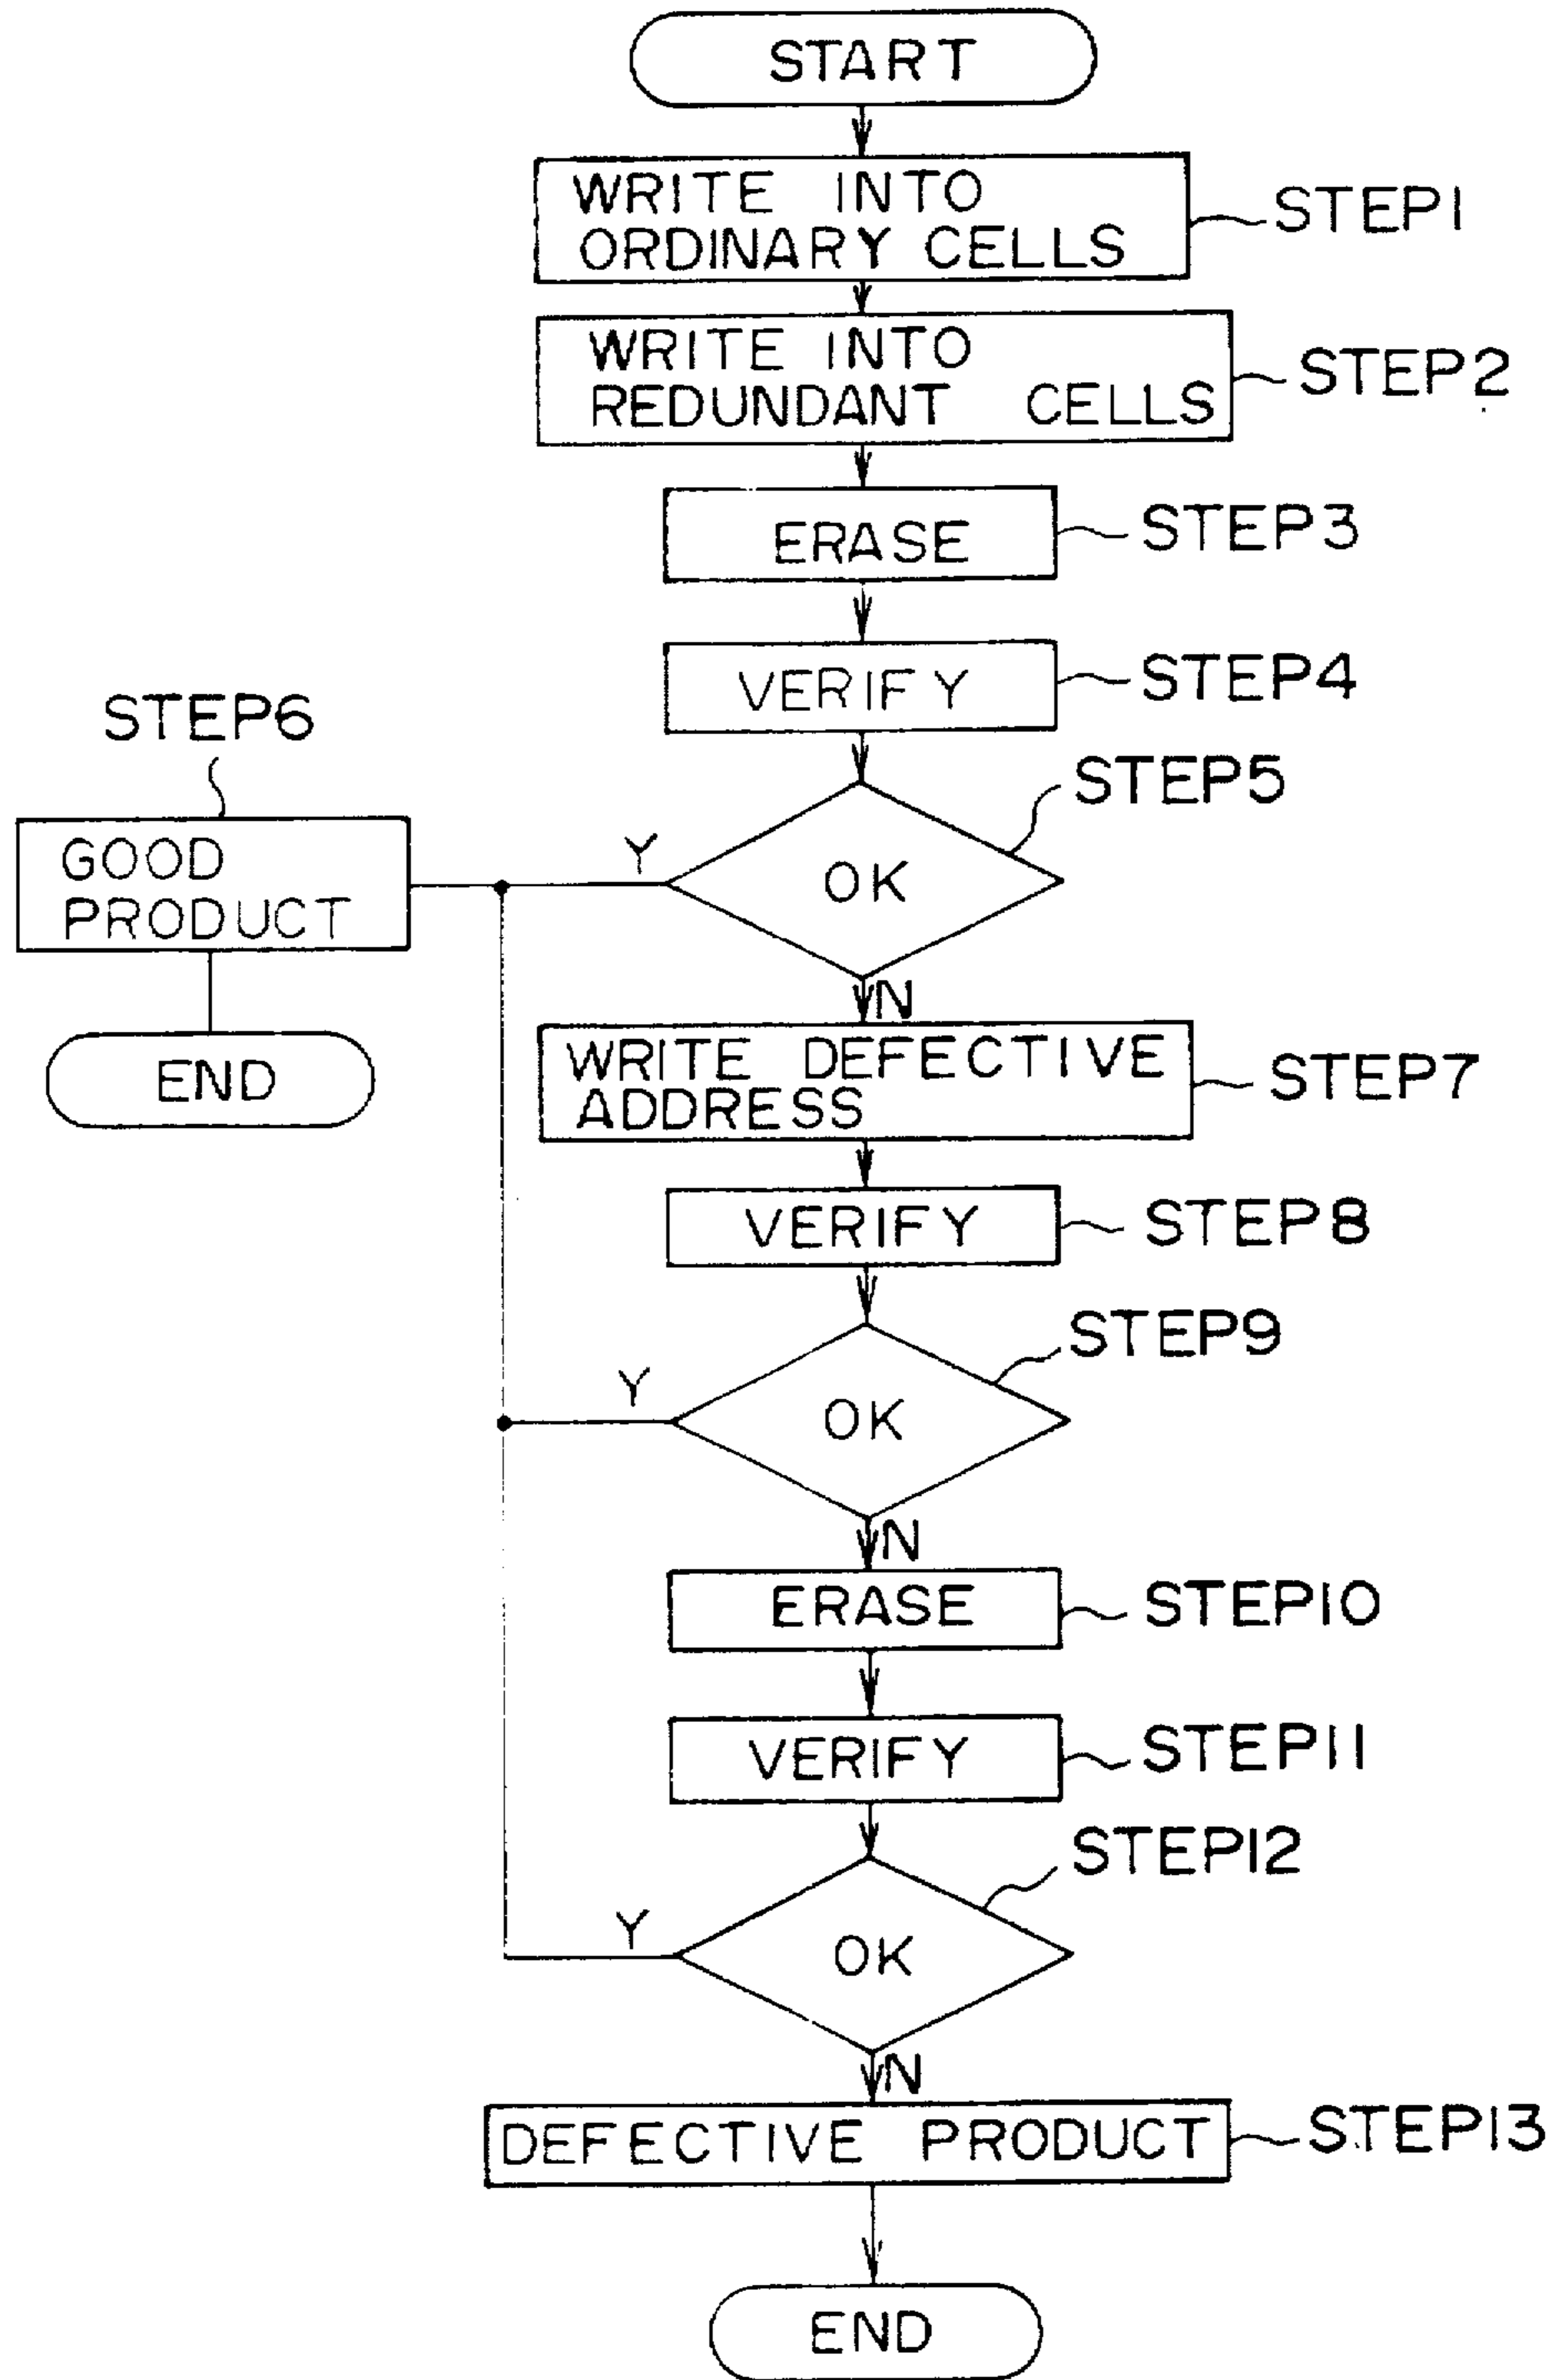 START
WRITE INTO
ORDINARY CELLS
STEP1
WRITE INTO
REDUNDANT CELLS
STEP2
ERASE
STEP3
VERIFY
STEP4
STEP6
STEP5
GOOD
PRODUCT
Y
OK
N
END
WRITE DEFECTIVE
ADDRESS
STEP7
VERIFY
STEP8
STEP9
Y
OK
N
ERASE
STEP10
VERIFY
STEP11
STEP12
Y
OK
N
DEFECTIVE PRODUCT
STEP13
END